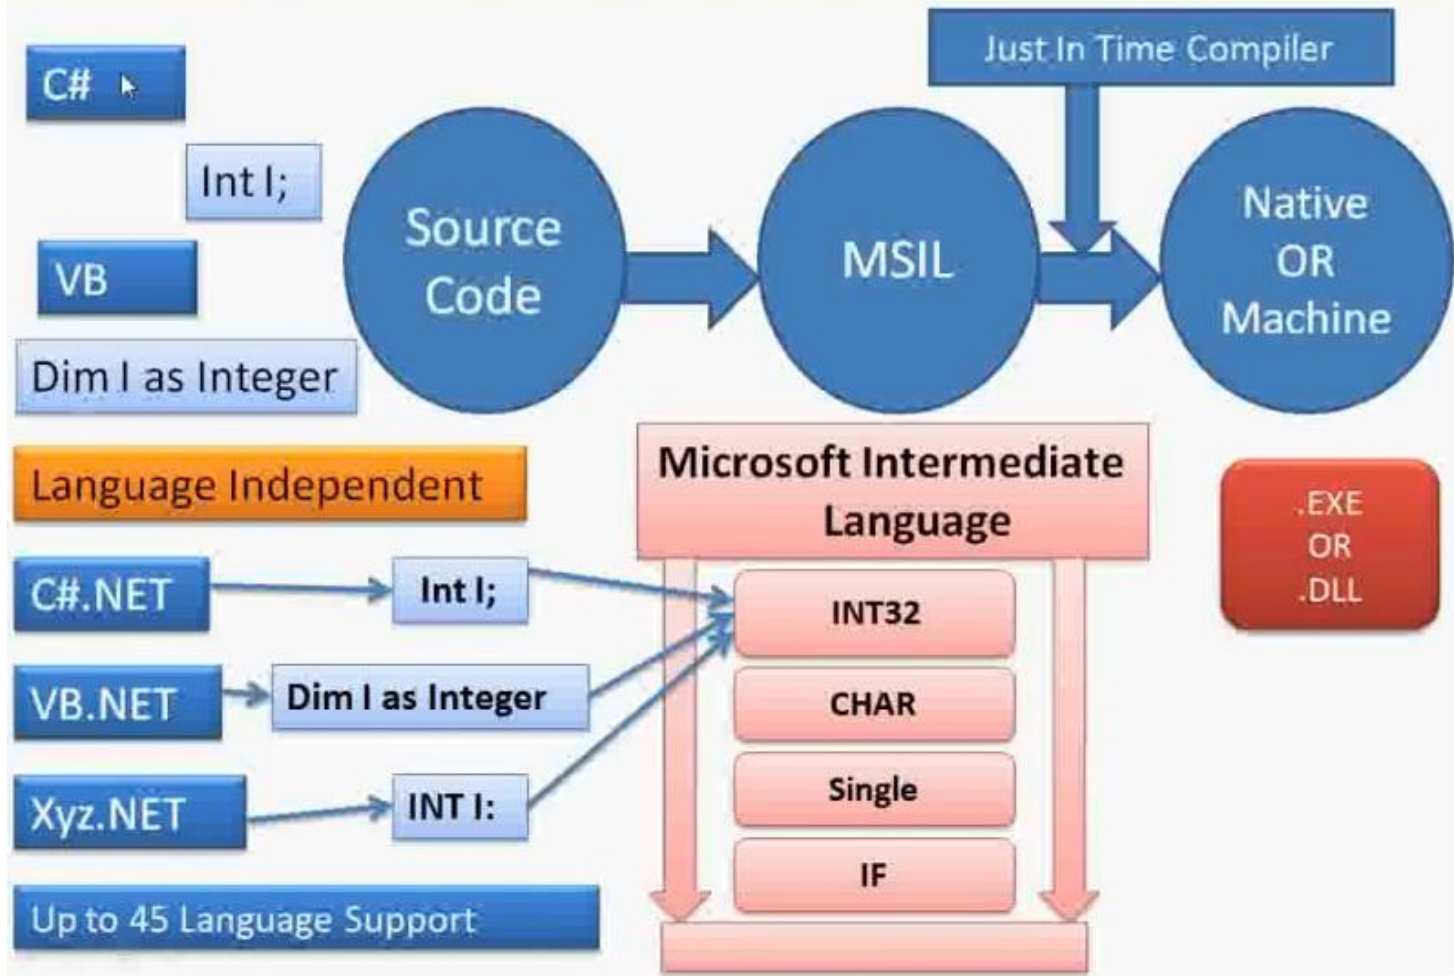 C#
Int I;
VB
Dim I as Integer
Source
Code
MSIL
Just In Time Compiler
Native
OR
Machine
Language Independent
C#.NET
Int I;
VB.NET
Dim I as Integer
Xyz.NET
INT I:
Up to 45 Language Support
Microsoft Intermediate
Language
INT32
CHAR
Single
IF
.EXE
OR
.DLL